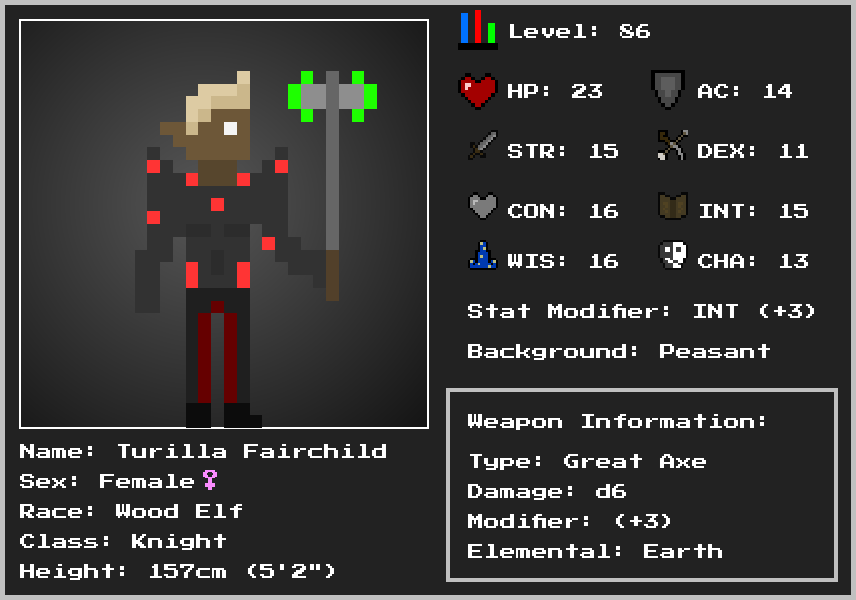 Level: 86
HP: 23
AC: 14
STR: 15
DEX: 11
CON: 16
INT: 15
WIS: 16
CHA: 13
Stat Modifier: INT (+3)
Background: Peasant
Weapon Information:
Type: Great Axe
Damage: d6
Modifier: (+3)
Elemental: Earth
Name: Turilla Fairchild
Sex: Female♀
Race: Wood Elf
Class: Knight
Height: 157cm (5'2")